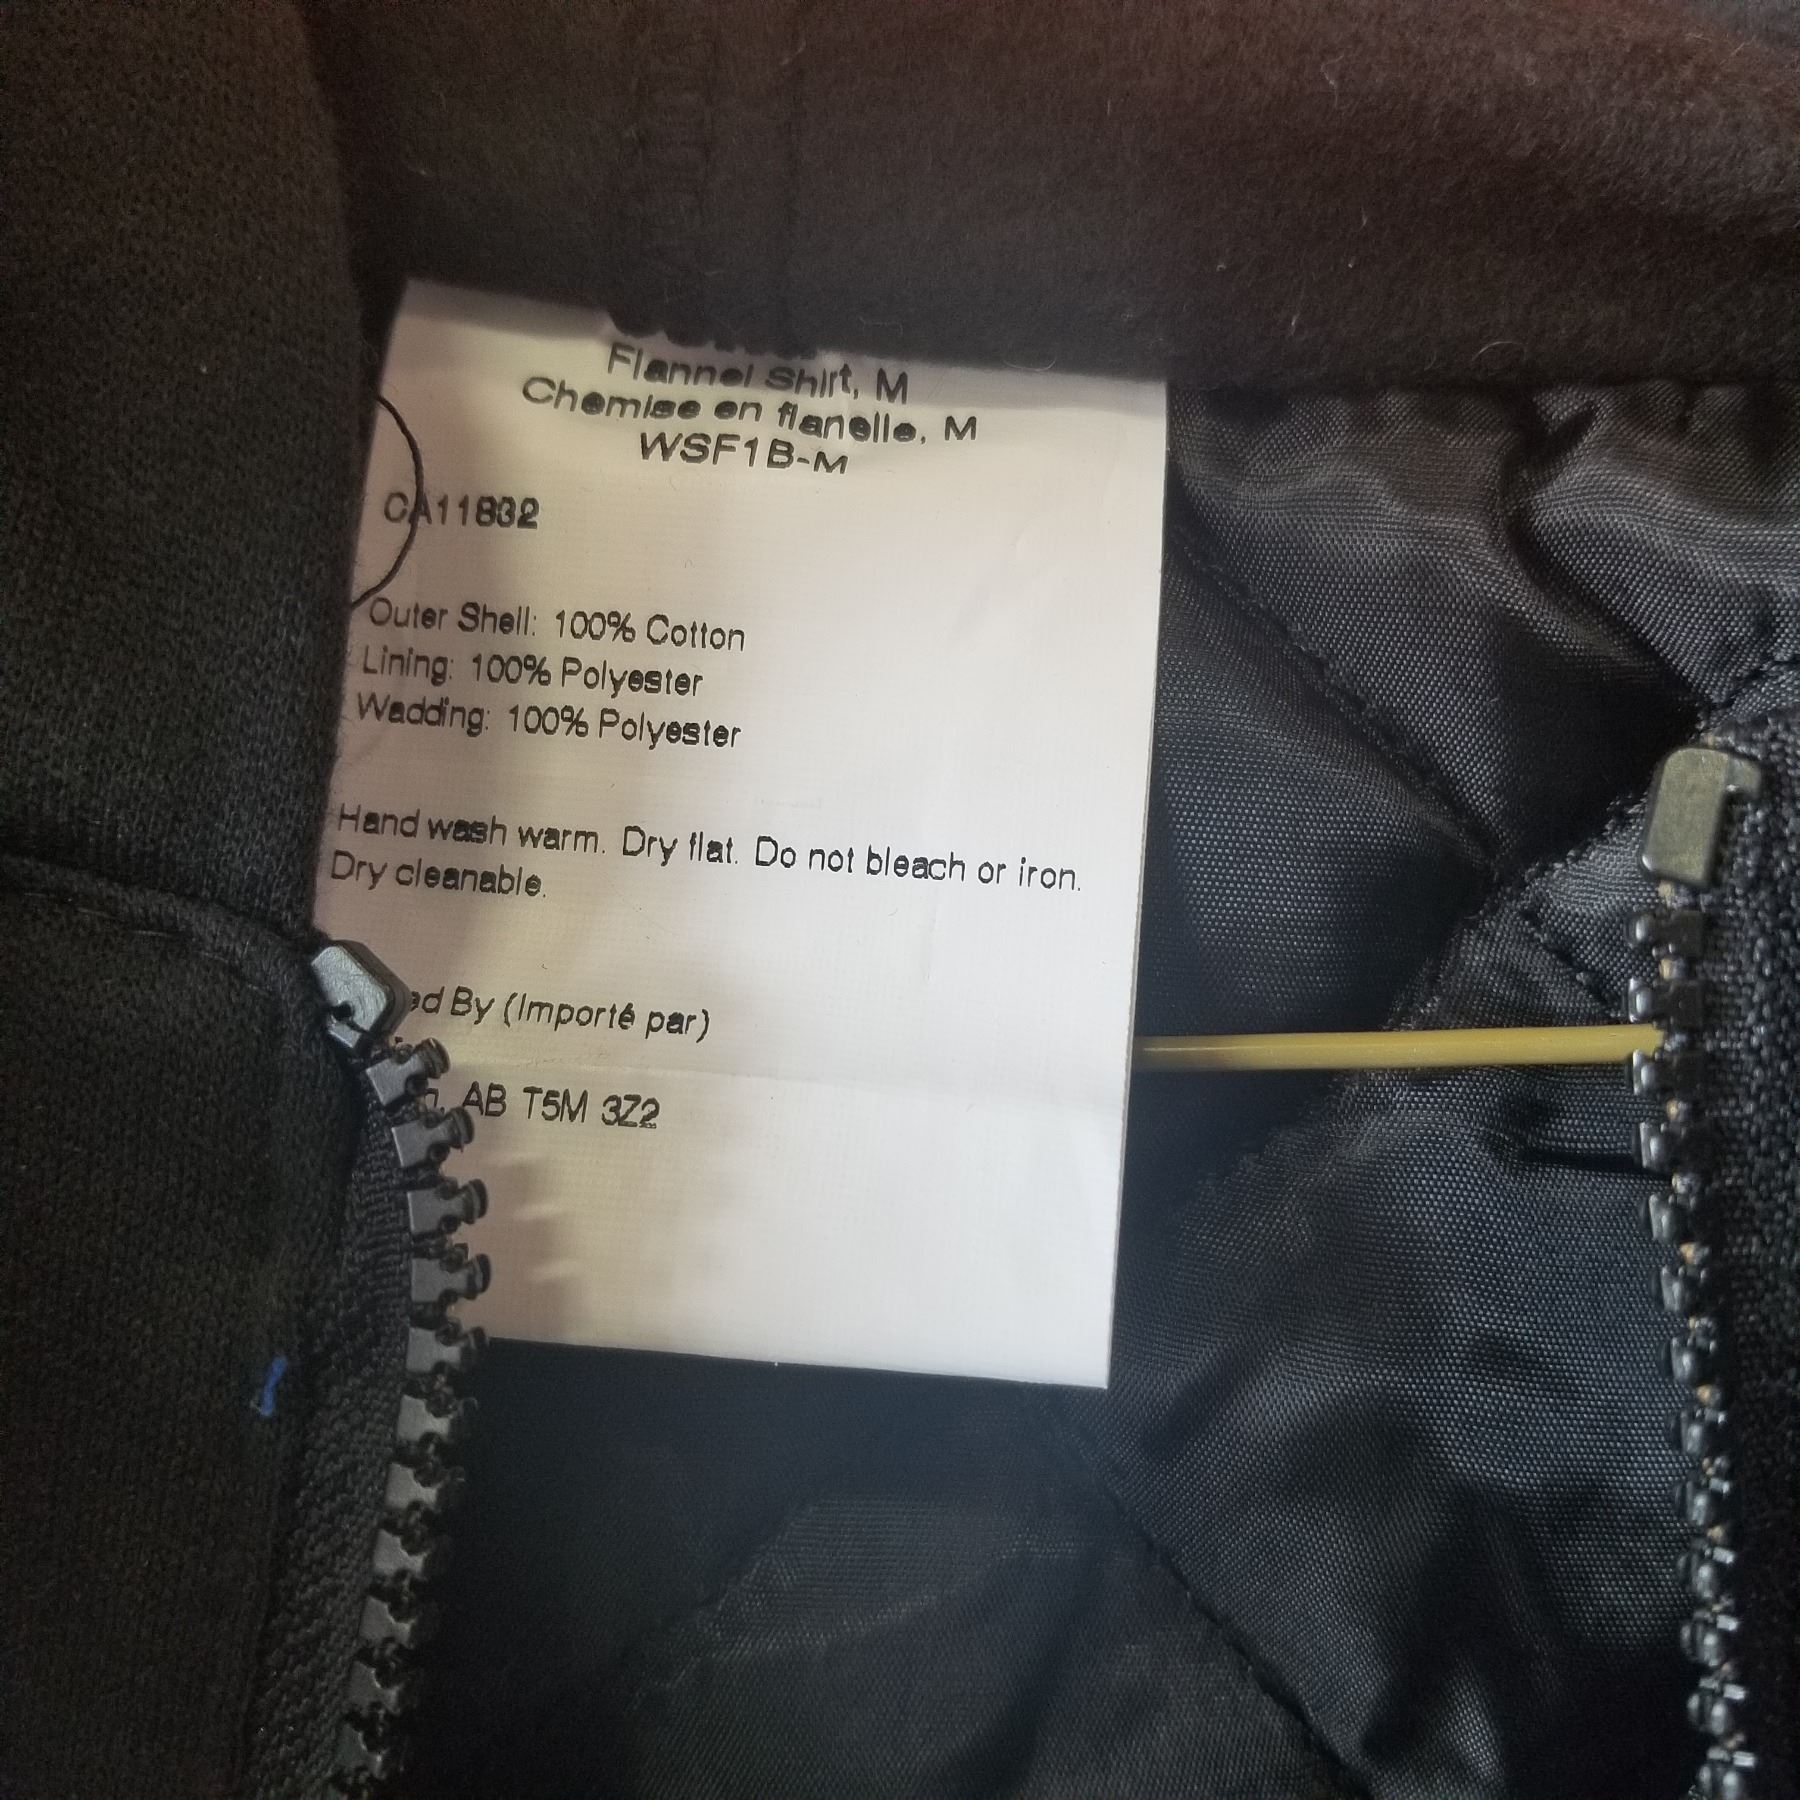 Flannel Shirt, M
Chemise en flanelle, M
WSF1B-M
CA11832
Outer Shell: 100% Cotton
Lining: 100% Polyester
Wadding: 100% Polyester
Hand wash warm. Dry flat. Do not bleach or iron.
Dry cleanable.
ed By (Importé par)
AB T5M 3Z2